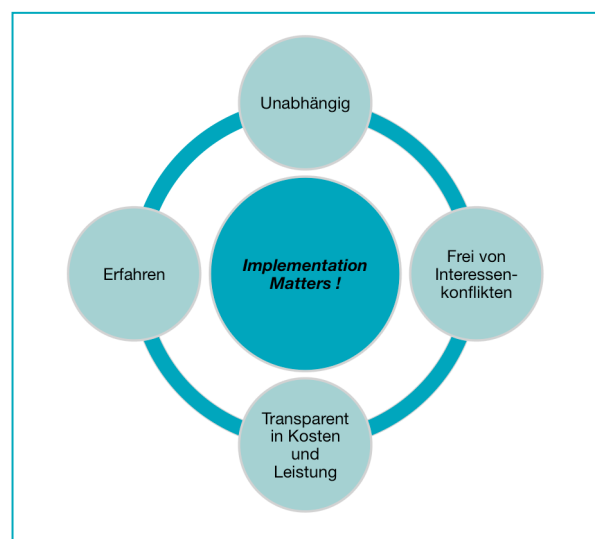 Unabhängig
Erfahren
Implementation
Matters !
Frei von
Interessen-
konflikten
Transparent
in Kosten
und
Leistung